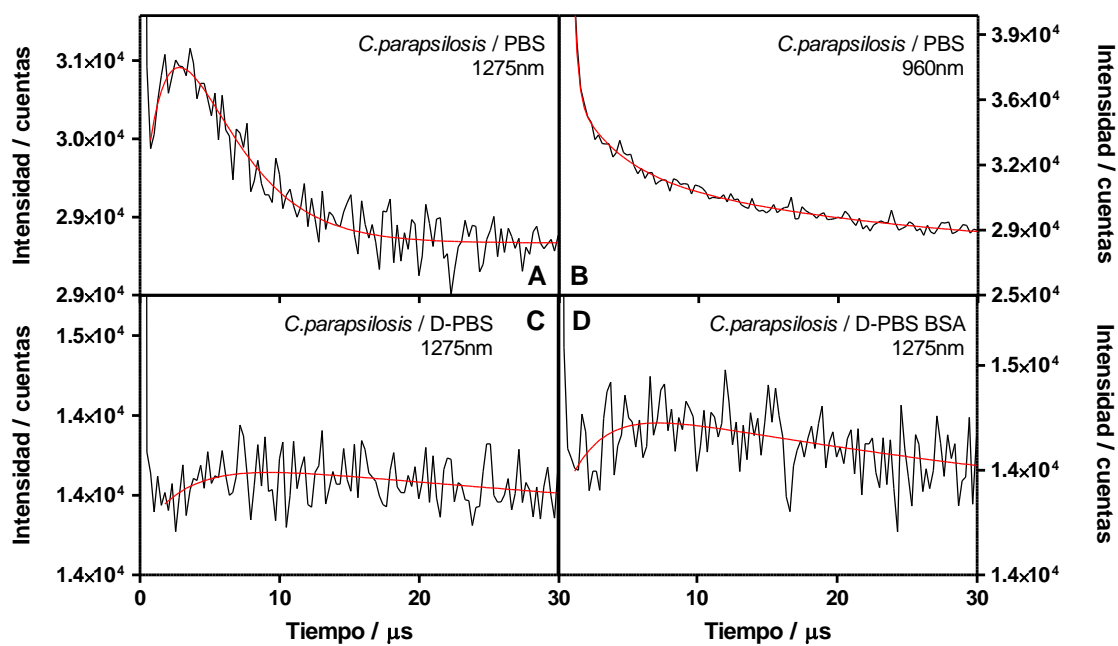 C.parapsilosis / PBS
1275nm
A
3.1×10⁴
3.0×10⁴
2.9×10⁴
2.9×10⁴
Intensidad / cuentas
C.parapsilosis / PBS
960nm
B
3.9×10⁴
3.6×10⁴
3.2×10⁴
2.9×10⁴
2.5×10⁴
Intensidad / cuentas
C.parapsilosis / D-PBS
1275nm
C
1.5×10⁴
1.4×10⁴
1.4×10⁴
1.4×10⁴
Intensidad / cuentas
0
10
20
30
Tiempo / µs
D
C.parapsilosis / D-PBS BSA
1275nm
1.5×10⁴
1.4×10⁴
1.4×10⁴
Intensidad / cuentas
10
20
30
Tiempo / µs